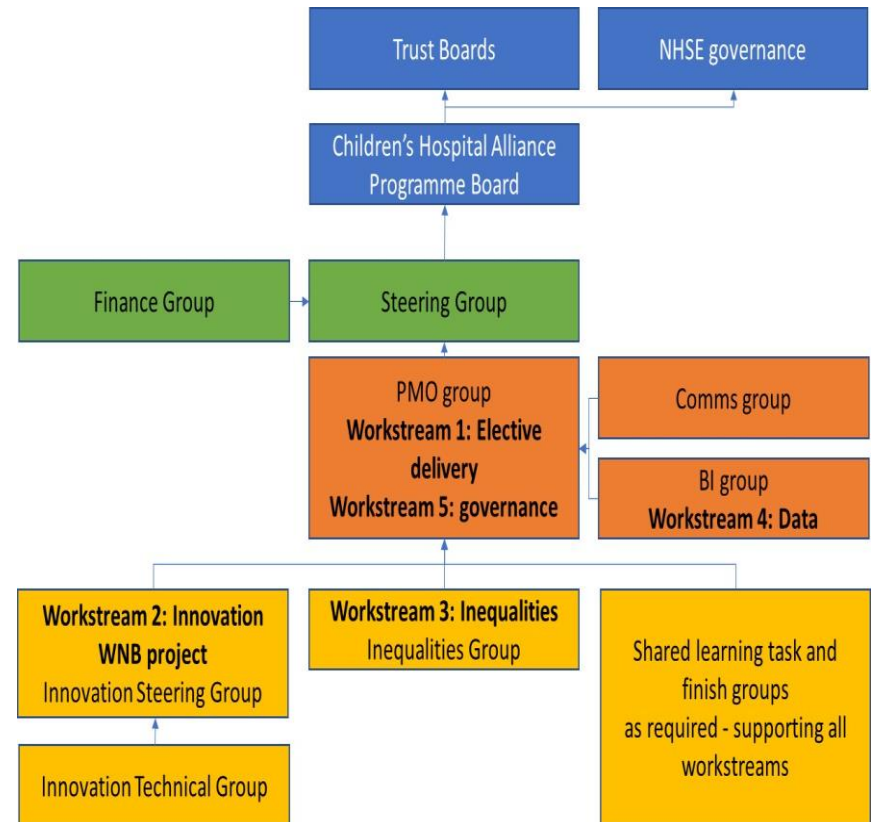 Trust Boards
NHSE governance
Children's Hospital Alliance
Programme Board
Finance Group
Steering Group
PMO group
Workstream 1: Elective
delivery
Workstream 5: governance
Comms group
BI group
Workstream 4: Data
Workstream 2: Innovation
WNB project
Innovation Steering Group
Workstream 3: Inequalities
Inequalities Group
Shared learning task and
finish groups
as required - supporting all
workstreams
Innovation Technical Group